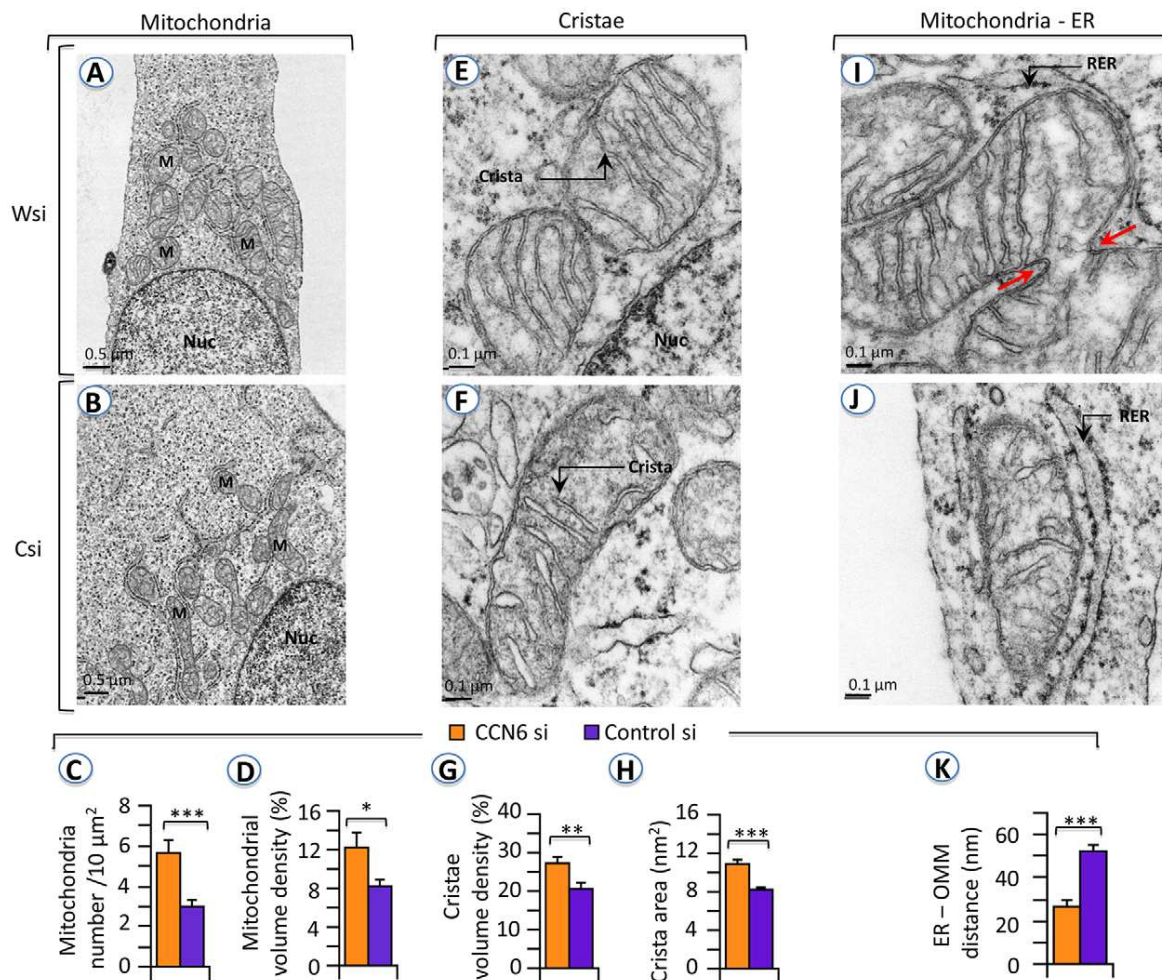 Mitochondria
Cristae
Mitochondria - ER
Wsi
A
M
M
M
Nuc
0.5 µm
E
Crista
Nuc
0.1 µm
I
RER
0.1 µm
Csi
B
M
M
M
Nuc
0.5 µm
F
Crista
0.1 µm
J
RER
0.1 µm
CCN6 si
Control si
C
Mitochondria
number /10 µm²
8
6
4
3
2
0
***
D
Mitochondrial
volume density (%)
16
12
8
4
0
*
G
Cristae
volume density (%)
40
30
20
10
0
**
H
Crista area (nm²)
16
12
8
4
0
***
K
ER – OMM
distance (nm)
60
40
20
0
***